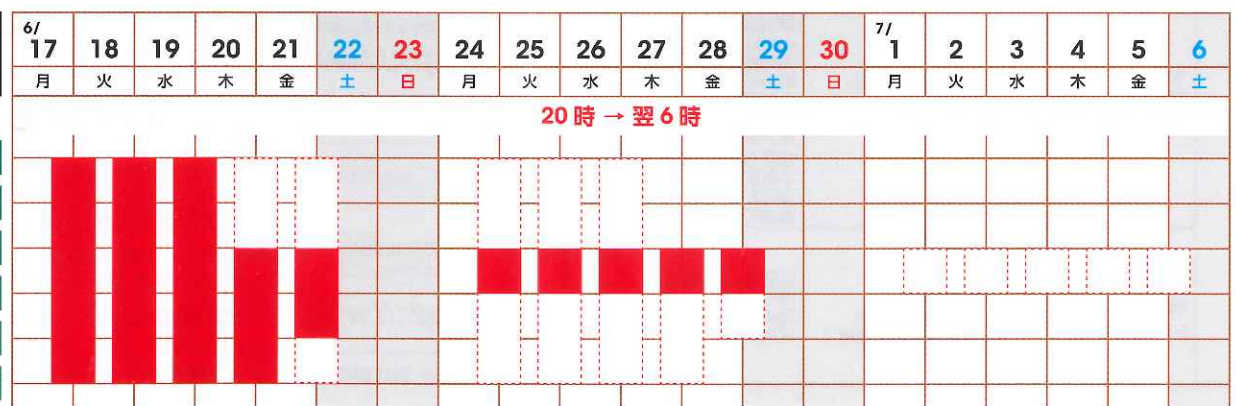 6/ 7/
17 18 19 20 21 22 23 24 25 26 27 28 29 30 1 2 3 4 5 6
月 火 水 木 金 土 日 月 火 水 木 金 土 日 月 火 水 木 金 土
20時→翌6時